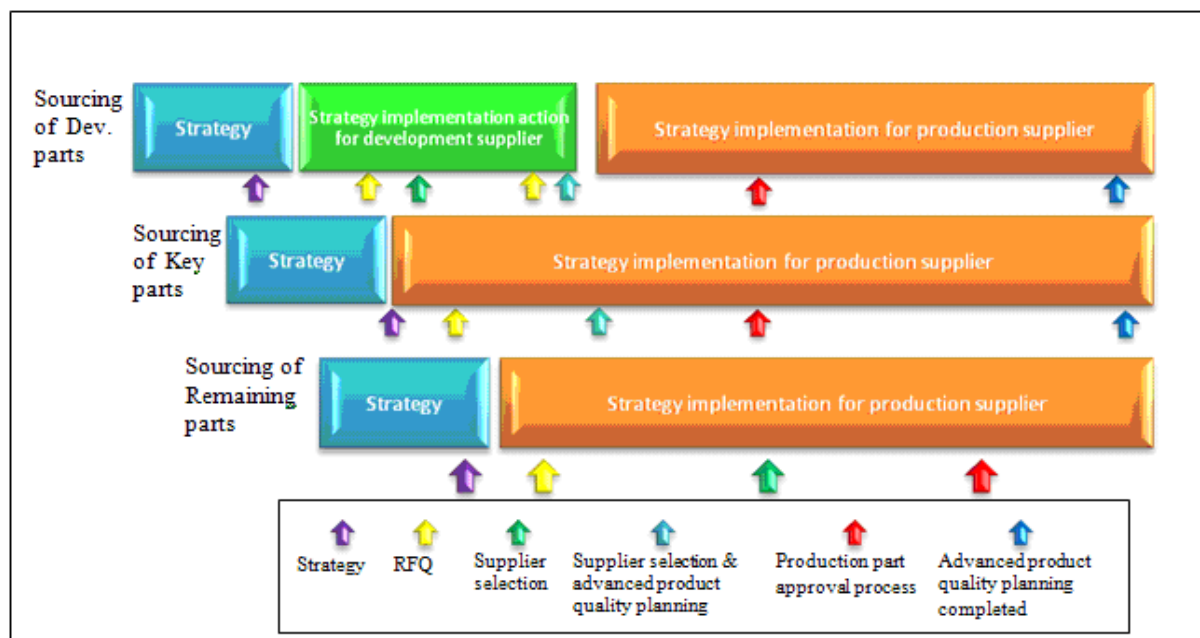 Sourcing
of Dev.
parts
Strategy
Strategy implementation action
for development supplier
Strategy implementation for production supplier
Sourcing
of Key
parts
Strategy
Strategy implementation for production supplier
Sourcing of
Remaining
parts
Strategy
Strategy implementation for production supplier
Strategy
RFQ
Supplier
selection
Supplier selection &
advanced product
quality planning
Production part
approval process
Advanced product
quality planning
completed